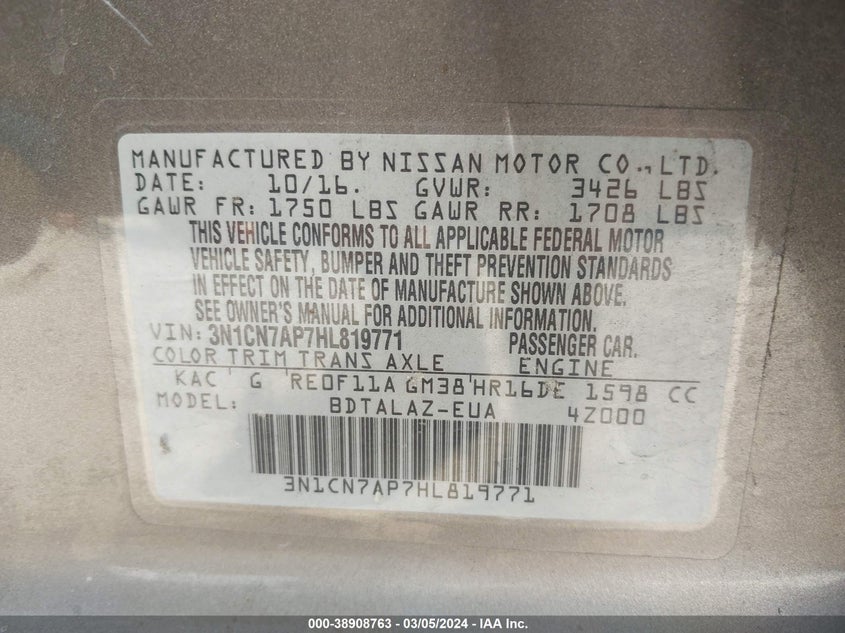 MANUFACTURED BY NISSAN MOTOR CO., LTD.
DATE: 10/16. GVWR: 3426 LBS
GAWR FR: 1750 LBS GAWR RR: 1708 LBS
THIS VEHICLE CONFORMS TO ALL APPLICABLE FEDERAL MOTOR
VEHICLE SAFETY, BUMPER AND THEFT PREVENTION STANDARDS
IN EFFECT ON THE DATE OF MANUFACTURE SHOWN ABOVE.
SEE OWNER'S MANUAL FOR ADDITIONAL INFORMATION.
VIN: 3N1CN7AP7HL819771 PASSENGER CAR.
COLOR TRIM TRANS AXLE ENGINE
KAC G RE0F11A GM38 HR16DE 1598 CC
MODEL: BDTALAZ-EUA 4Z000
3N1CN7AP7HL819771
000-38908763 - 03/05/2024 - IAA Inc.